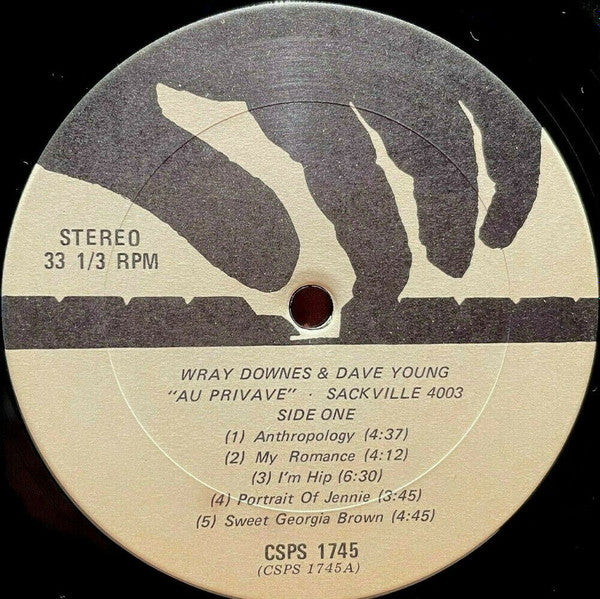 STEREO
33 1/3 RPM
WRAY DOWNES & DAVE YOUNG
"AU PRIVAVE" · SACKVILLE 4003
SIDE ONE
(1) Anthropology (4:37)
(2) My Romance (4:12)
(3) I'm Hip (6:30)
(4) Portrait Of Jennie (3:45)
(5) Sweet Georgia Brown (4:45)
CSPS 1745
(CSPS 1745A)